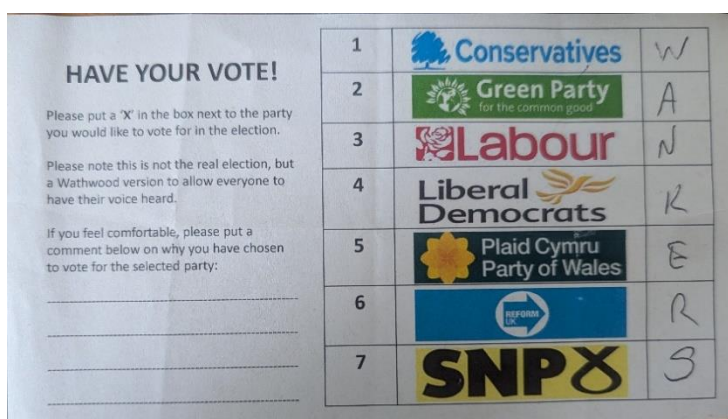 HAVE YOUR VOTE!
Please put a 'X' in the box next to the party
you would like to vote for in the election.
Please note this is not the real election, but
a Wathwood version to allow everyone to
have their voice heard.
If you feel comfortable, please put a
comment below on why you have chosen
to vote for the selected party:
1 Conservatives W
2 Green Party A
for the common good
3 Labour N
4 Liberal
Democrats K
5 Plaid Cymru
Party of Wales E
6 REFORM
UK R
7 SNP S